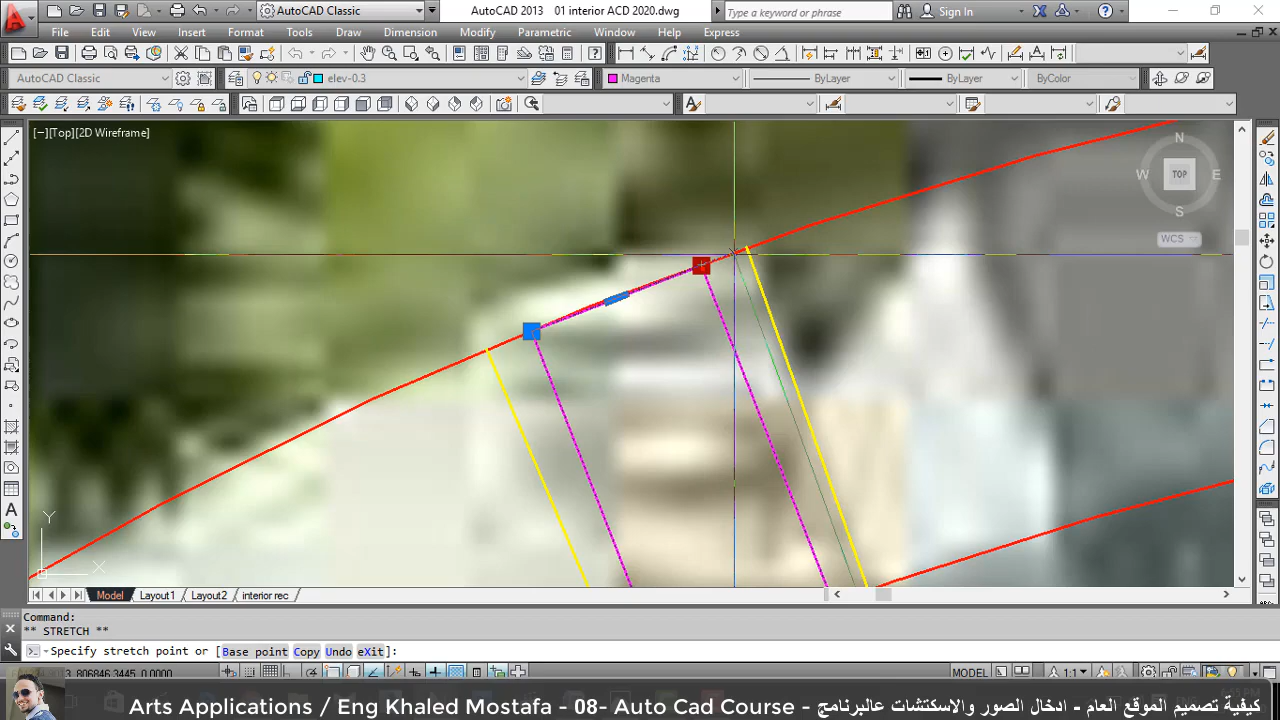 AutoCAD Classic
AutoCAD 2013 01 interior ACD 2020.dwg
Type a keyword or phrase
Sign In
File Edit View Insert Format Tools Draw Dimension Modify Parametric Window Help Express
AutoCAD Classic
elev-0.3
Magenta
ByLayer
ByLayer
ByColor
[−][Top][2D Wireframe]
N
W TOP E
S
WCS
Y
X
Model Layout1 Layout2 interior rec
Command:
** STRETCH **
Specify stretch point or [Base point Copy Undo eXit]:
806846.3445, 0.0000
MODEL
1:1
Arts Applications / Eng Khaled Mostafa - 08- Auto Cad Course - كيفية تصميم الموقع العام - ادخال الصور والاسكتشات عالبرنامج